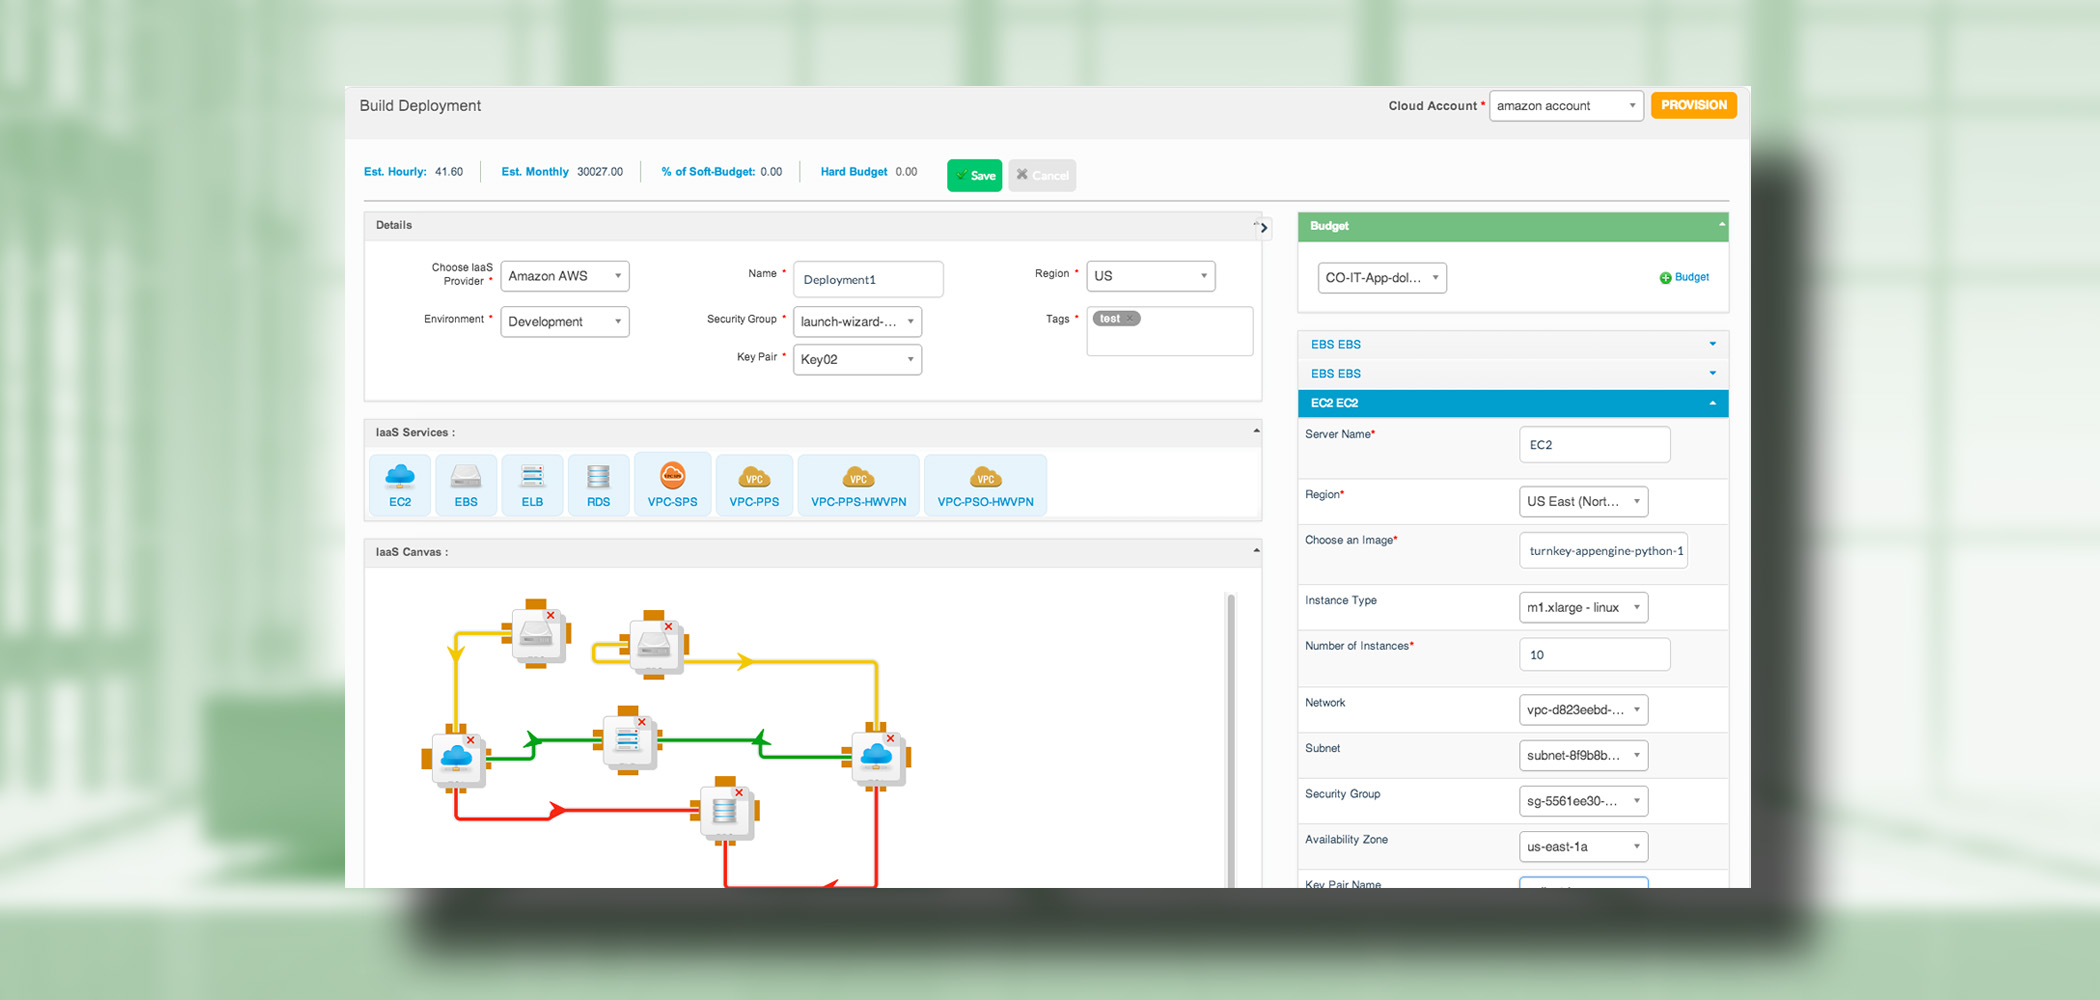 Build Deployment
Cloud Account * amazon account PROVISION
Est. Hourly: 41.60 Est. Monthly 30027.00 % of Soft-Budget: 0.00 Hard Budget 0.00 Save Cancel
Details
Choose IaaS Provider * Amazon AWS
Name * Deployment1
Region * US
Environment * Development
Security Group * launch-wizard-...
Tags * test ×
Key Pair * Key02
IaaS Services :
EC2 EBS ELB RDS VPC-SPS VPC-PPS VPC-PPS-HWVPN VPC-PSO-HWVPN
VPC VPC VPC
IaaS Canvas :
Budget
CO-IT-App-dol... Budget
EBS EBS
EBS EBS
EC2 EC2
Server Name* EC2
Region* US East (Nort...
Choose an Image* turnkey-appengine-python-1
Instance Type m1.xlarge - linux
Number of Instances* 10
Network vpc-d823eebd-...
Subnet subnet-8f9b8b...
Security Group sg-5561ee30-...
Availability Zone us-east-1a
Key Pair Name